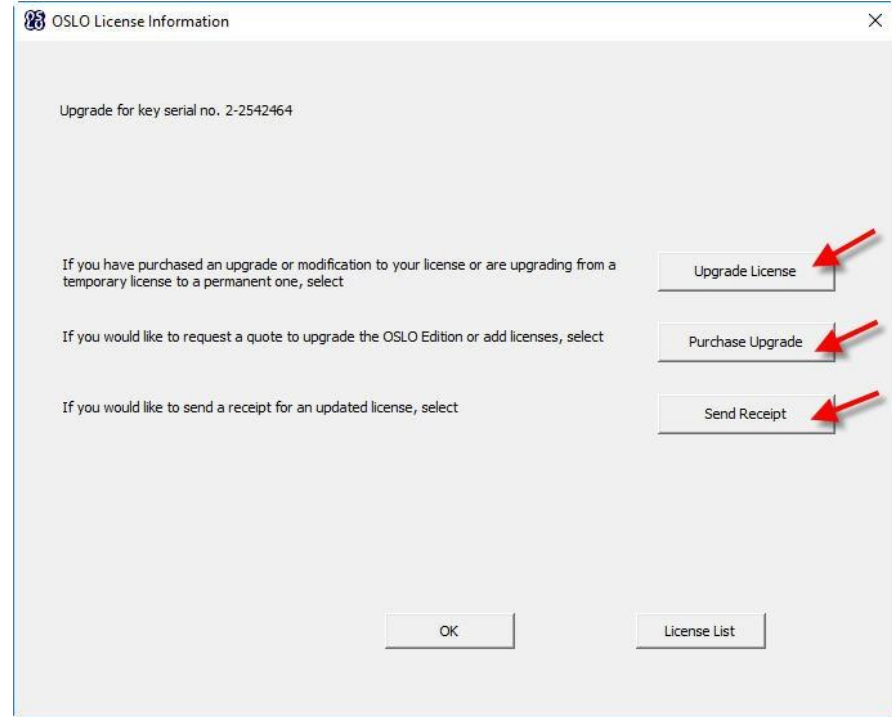 OSLO License Information
Upgrade for key serial no. 2-2542464
If you have purchased an upgrade or modification to your license or are upgrading from a
temporary license to a permanent one, select
Upgrade License
If you would like to request a quote to upgrade the OSLO Edition or add licenses, select
Purchase Upgrade
If you would like to send a receipt for an updated license, select
Send Receipt
OK
License List